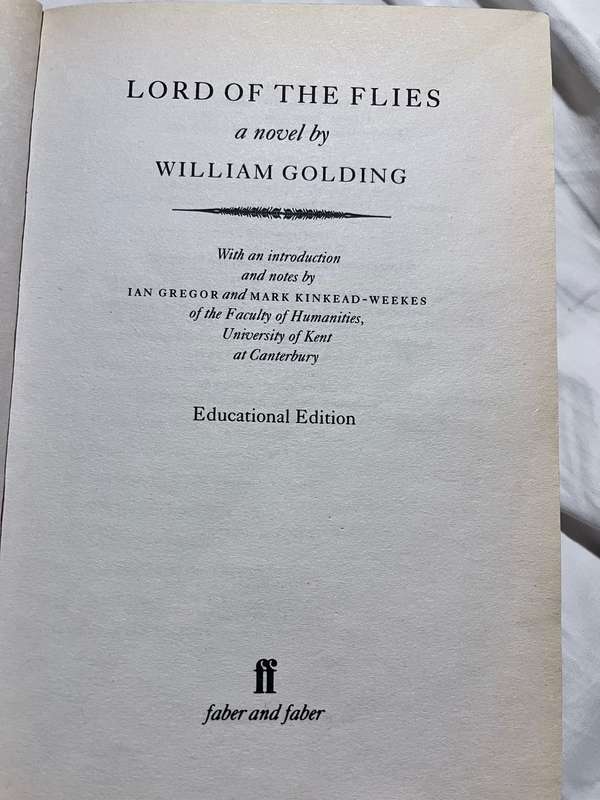 LORD OF THE FLIES
a novel by
WILLIAM GOLDING
With an introduction
and notes by
IAN GREGOR and MARK KINKEAD-WEEKES
of the Faculty of Humanities,
University of Kent
at Canterbury
Educational Edition
ff
faber and faber